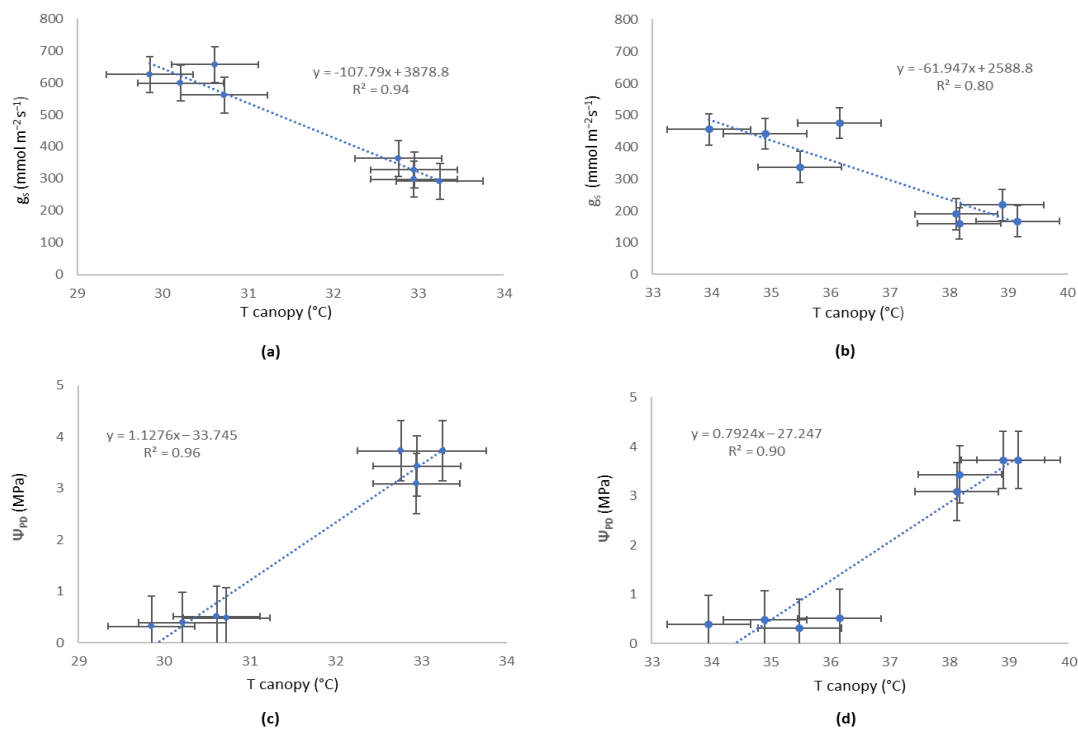 800
700
600
500
400
300
200
100
0
g_s (mmol m⁻² s⁻¹)
y = -107.79x + 3878.8
R² = 0.94
29 30 31 32 33 34
T canopy (°C)
(a)
800
700
600
500
400
300
200
100
0
g_s (mmol m⁻² s⁻¹)
y = -61.947x + 2588.8
R² = 0.80
33 34 35 36 37 38 39 40
T canopy (°C)
(b)
5
4
3
2
1
0
Ψ_PD (MPa)
y = 1.1276x − 33.745
R² = 0.96
29 30 31 32 33 34
T canopy (°C)
(c)
5
4
3
2
1
0
Ψ_PD (MPa)
y = 0.7924x − 27.247
R² = 0.90
33 34 35 36 37 38 39 40
T canopy (°C)
(d)